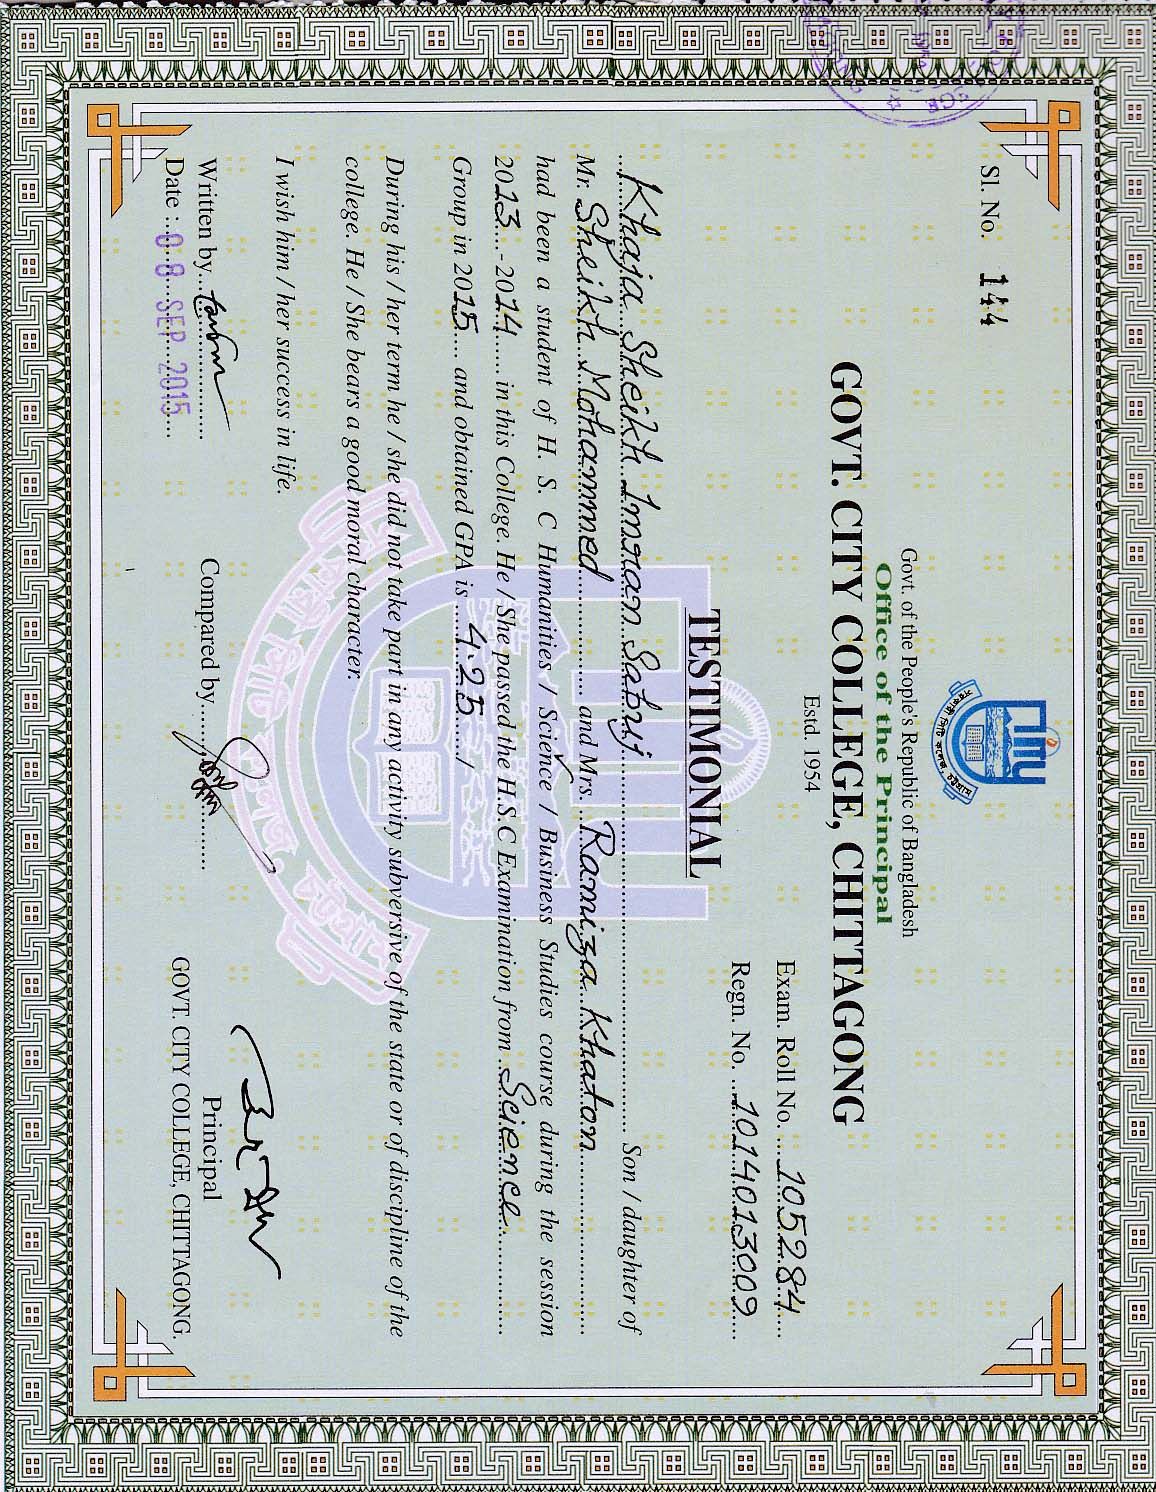 Sl. No. 144
CITY
সরকারী সিটি কলেজ, চট্টগ্রাম
Govt. of the People's Republic of Bangladesh
Office of the Principal
GOVT. CITY COLLEGE, CHITTAGONG
Estd. 1954
Exam. Roll No. ...105284...
Regn. No. ...1014013009...
TESTIMONIAL
Khaja Sheikh Imran Sabuj Son / daughter of
Mr. Sheikh Mohammed and Mrs. Ramiza Khaton
had been a student of H. S. C Humanities / Science ✓ / Business Studies course during the session
2013....-2014...... in this College. He / She passed the H.S.C Examination from Science
Group in 2015.... and obtained GPA is ...4.25....../
During his / her term he / she did not take part in any activity subversive of the state or of discipline of the
college. He / She bears a good moral character.
সরকারী সিটি কলেজ, চট্টগ্রাম
I wish him / her success in life.
Written by
Compared by
Principal
Date : 08 SEP 2015
GOVT. CITY COLLEGE, CHITTAGONG.